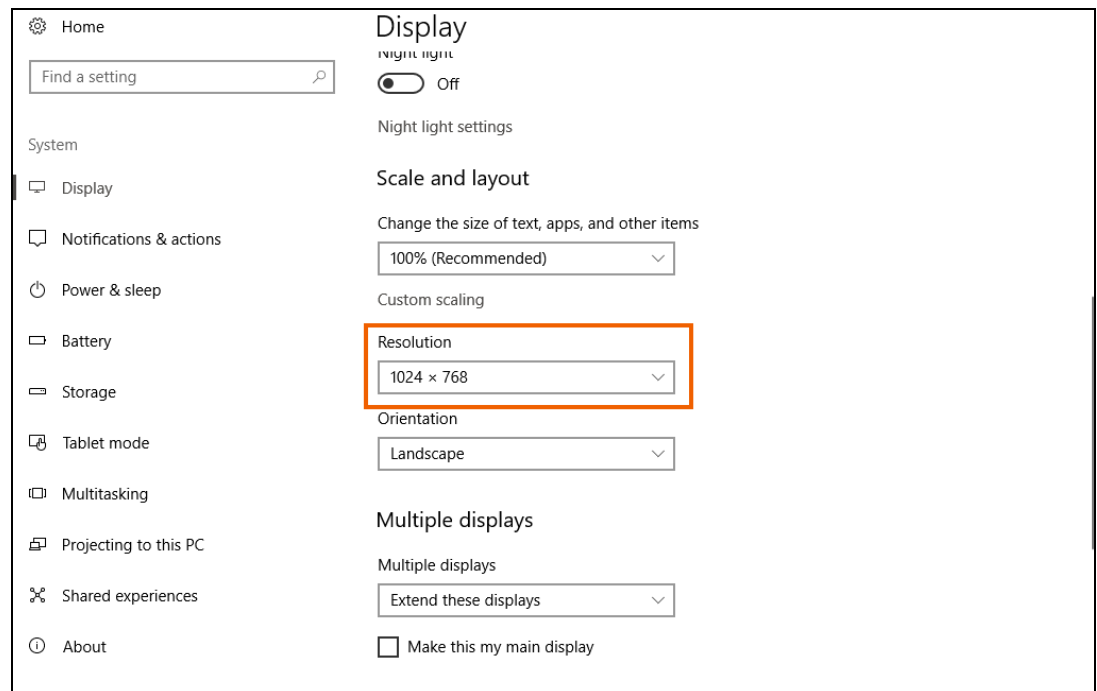 Home
Find a setting
System
Display
Notifications & actions
Power & sleep
Battery
Storage
Tablet mode
Multitasking
Projecting to this PC
Shared experiences
About
Display
Night light
Off
Night light settings
Scale and layout
Change the size of text, apps, and other items
100% (Recommended)
Custom scaling
Resolution
1024 × 768
Orientation
Landscape
Multiple displays
Multiple displays
Extend these displays
Make this my main display